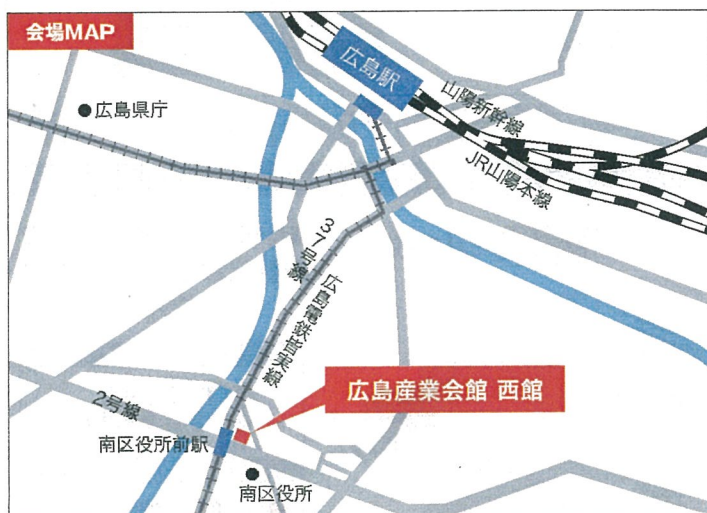 会場MAP
広島駅
広島県庁
山陽新幹線
JR山陽本線
37号線
広島電鉄皆実線
広島産業会館 西館
2号線
南区役所前駅
南区役所